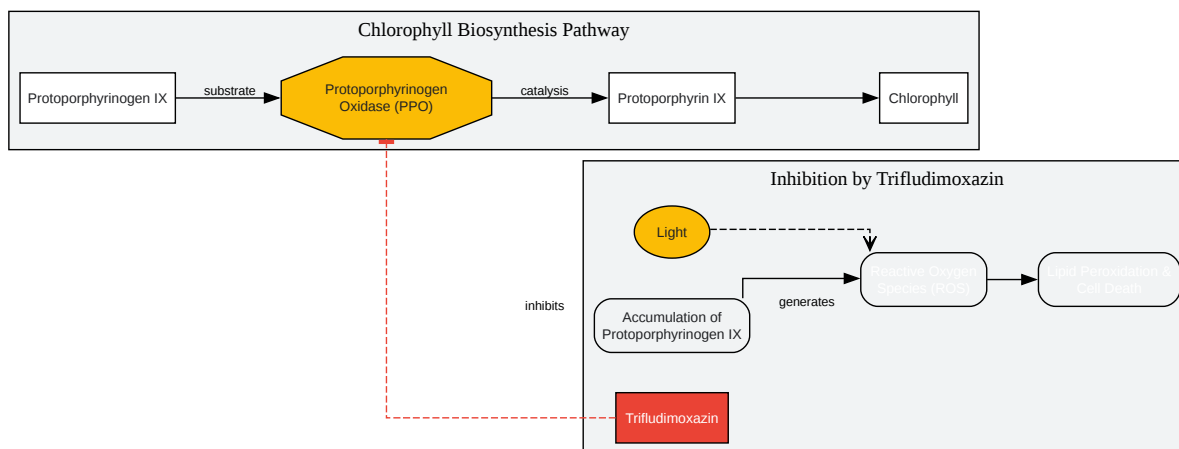 Chlorophyll Biosynthesis Pathway
Protoporphyrinogen IX
substrate
Protoporphyrinogen
Oxidase (PPO)
catalysis
Protoporphyrin IX
Chlorophyll
Inhibition by Trifludimoxazin
Light
Reactive Oxygen
Species (ROS)
Lipid Peroxidation &
Cell Death
generates
inhibits
Accumulation of
Protoporphyrinogen IX
Trifludimoxazin